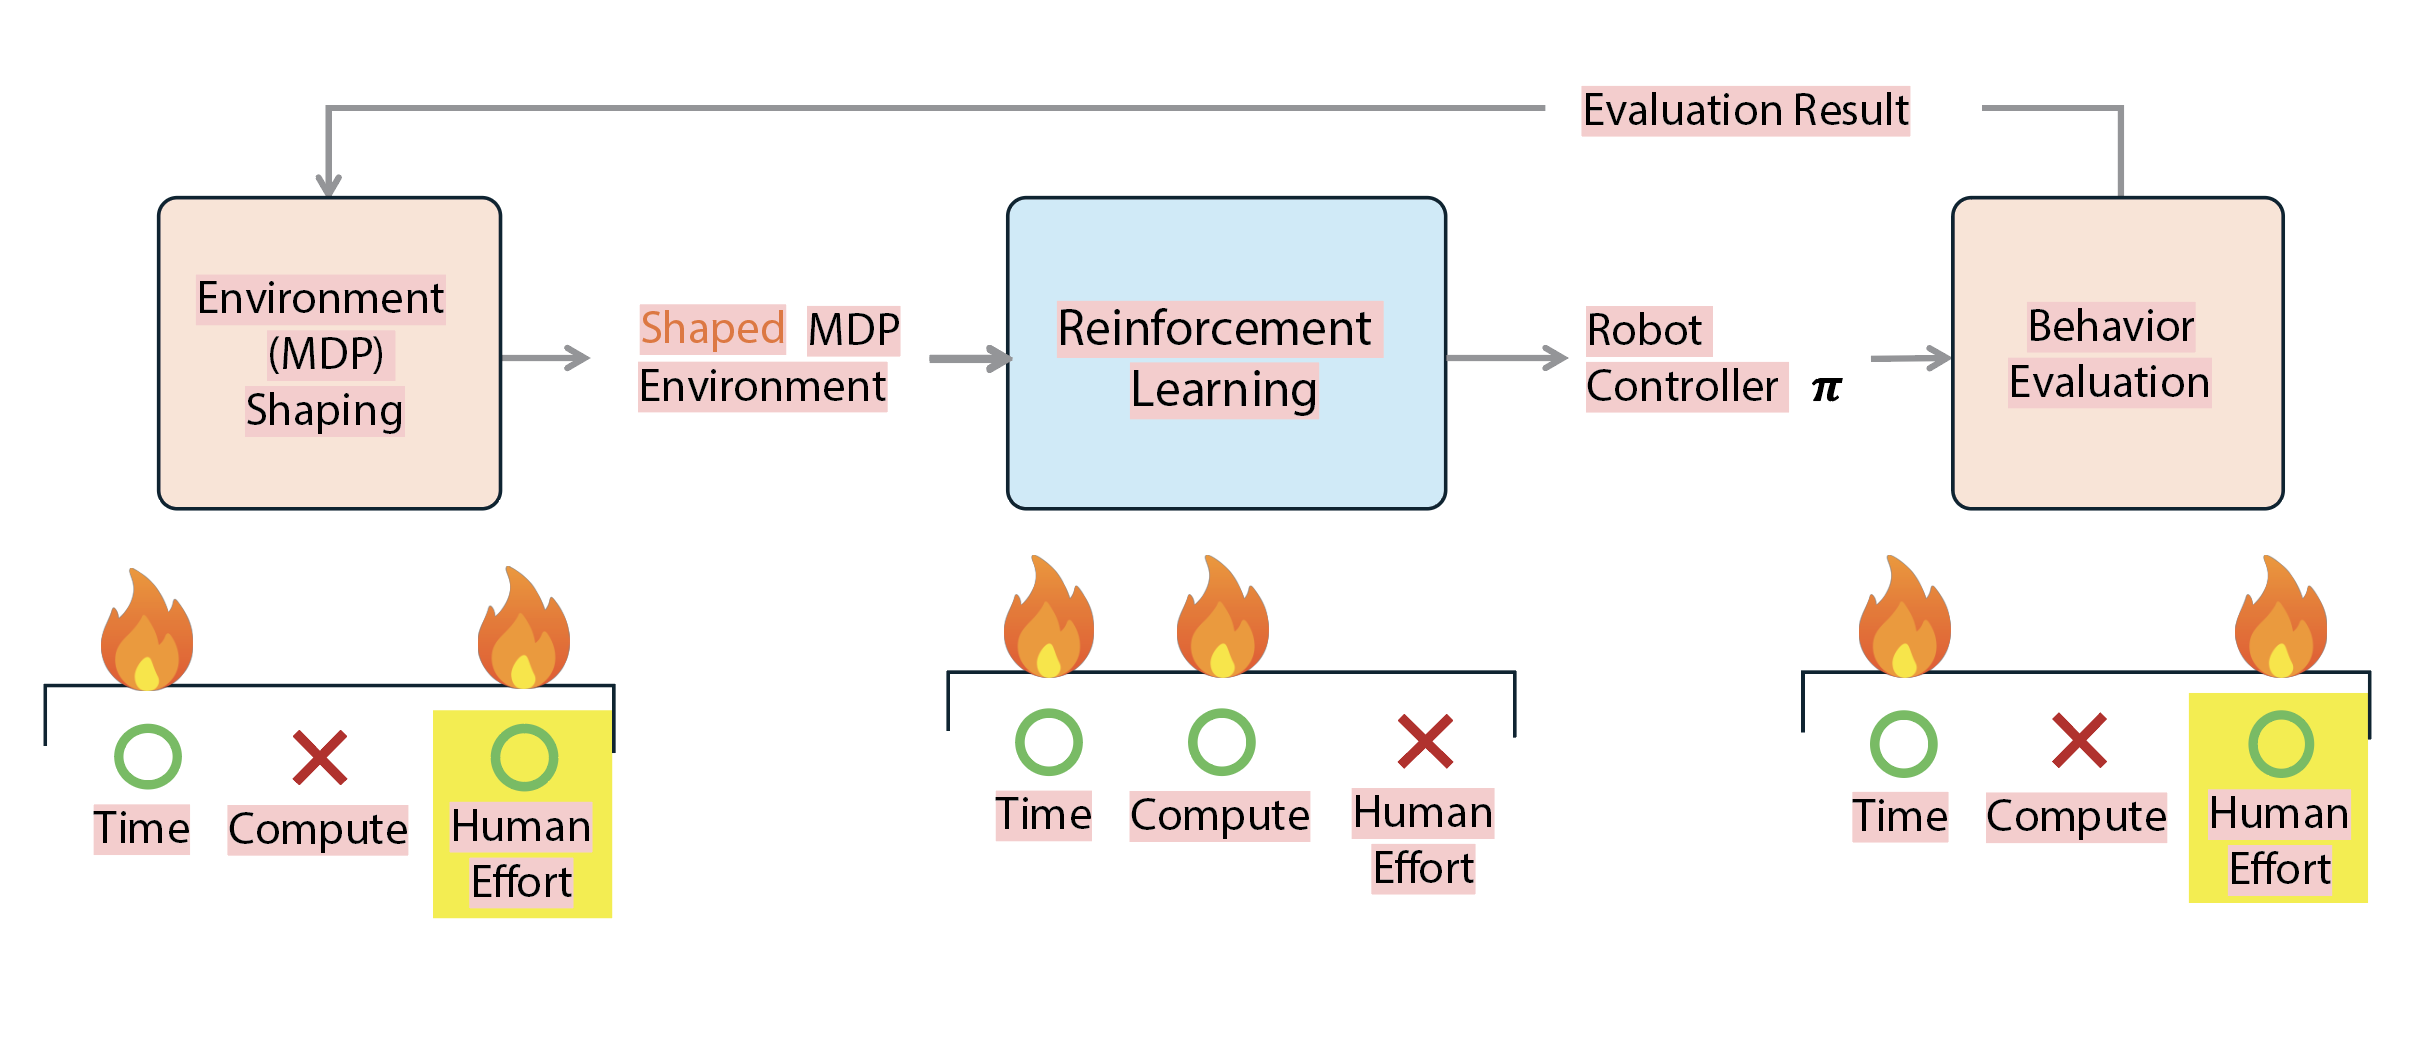 Evaluation Result
Environment
(MDP)
Shaping
Shaped MDP
Environment
Reinforcement
Learning
Robot
Controller π
Behavior
Evaluation
Time
Compute
Human
Effort
Time
Compute
Human
Effort
Time
Compute
Human
Effort